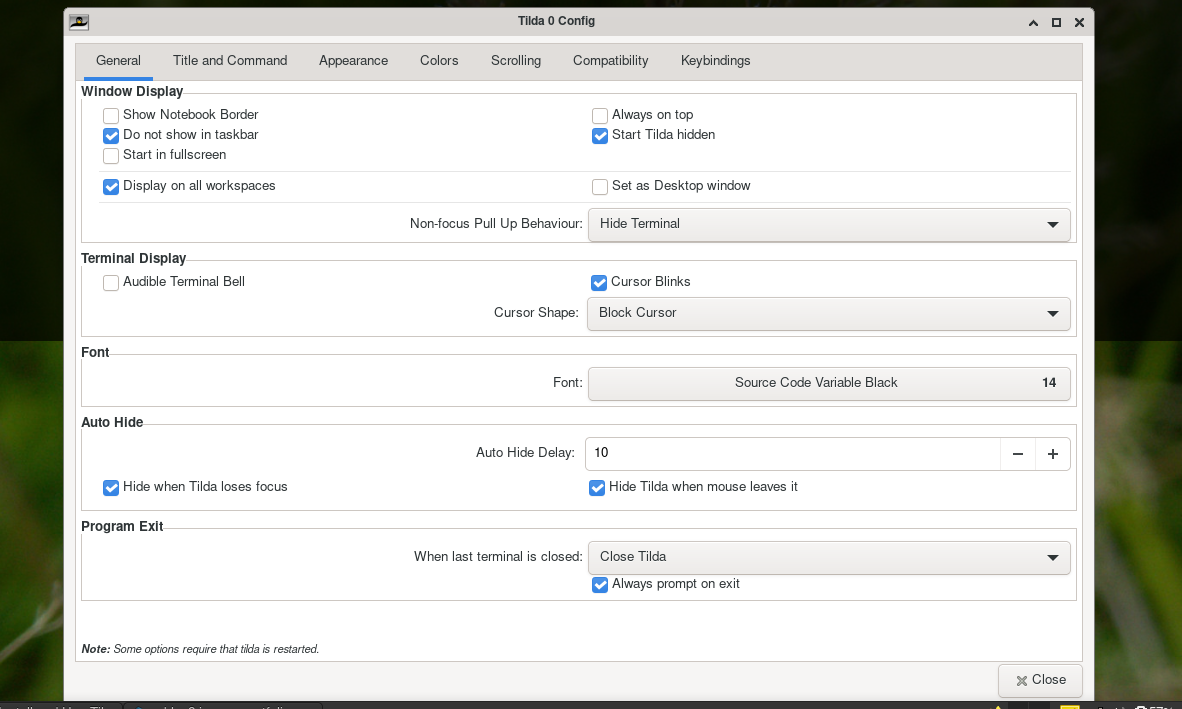 Tilda 0 Config
General Title and Command Appearance Colors Scrolling Compatibility Keybindings
Window Display
Show Notebook Border Always on top
Do not show in taskbar Start Tilda hidden
Start in fullscreen
Display on all workspaces Set as Desktop window
Non-focus Pull Up Behaviour: Hide Terminal
Terminal Display
Audible Terminal Bell Cursor Blinks
Cursor Shape: Block Cursor
Font
Font: Source Code Variable Black 14
Auto Hide
Auto Hide Delay: 10
Hide when Tilda loses focus Hide Tilda when mouse leaves it
Program Exit
When last terminal is closed: Close Tilda
Always prompt on exit
Note: Some options require that tilda is restarted.
Close